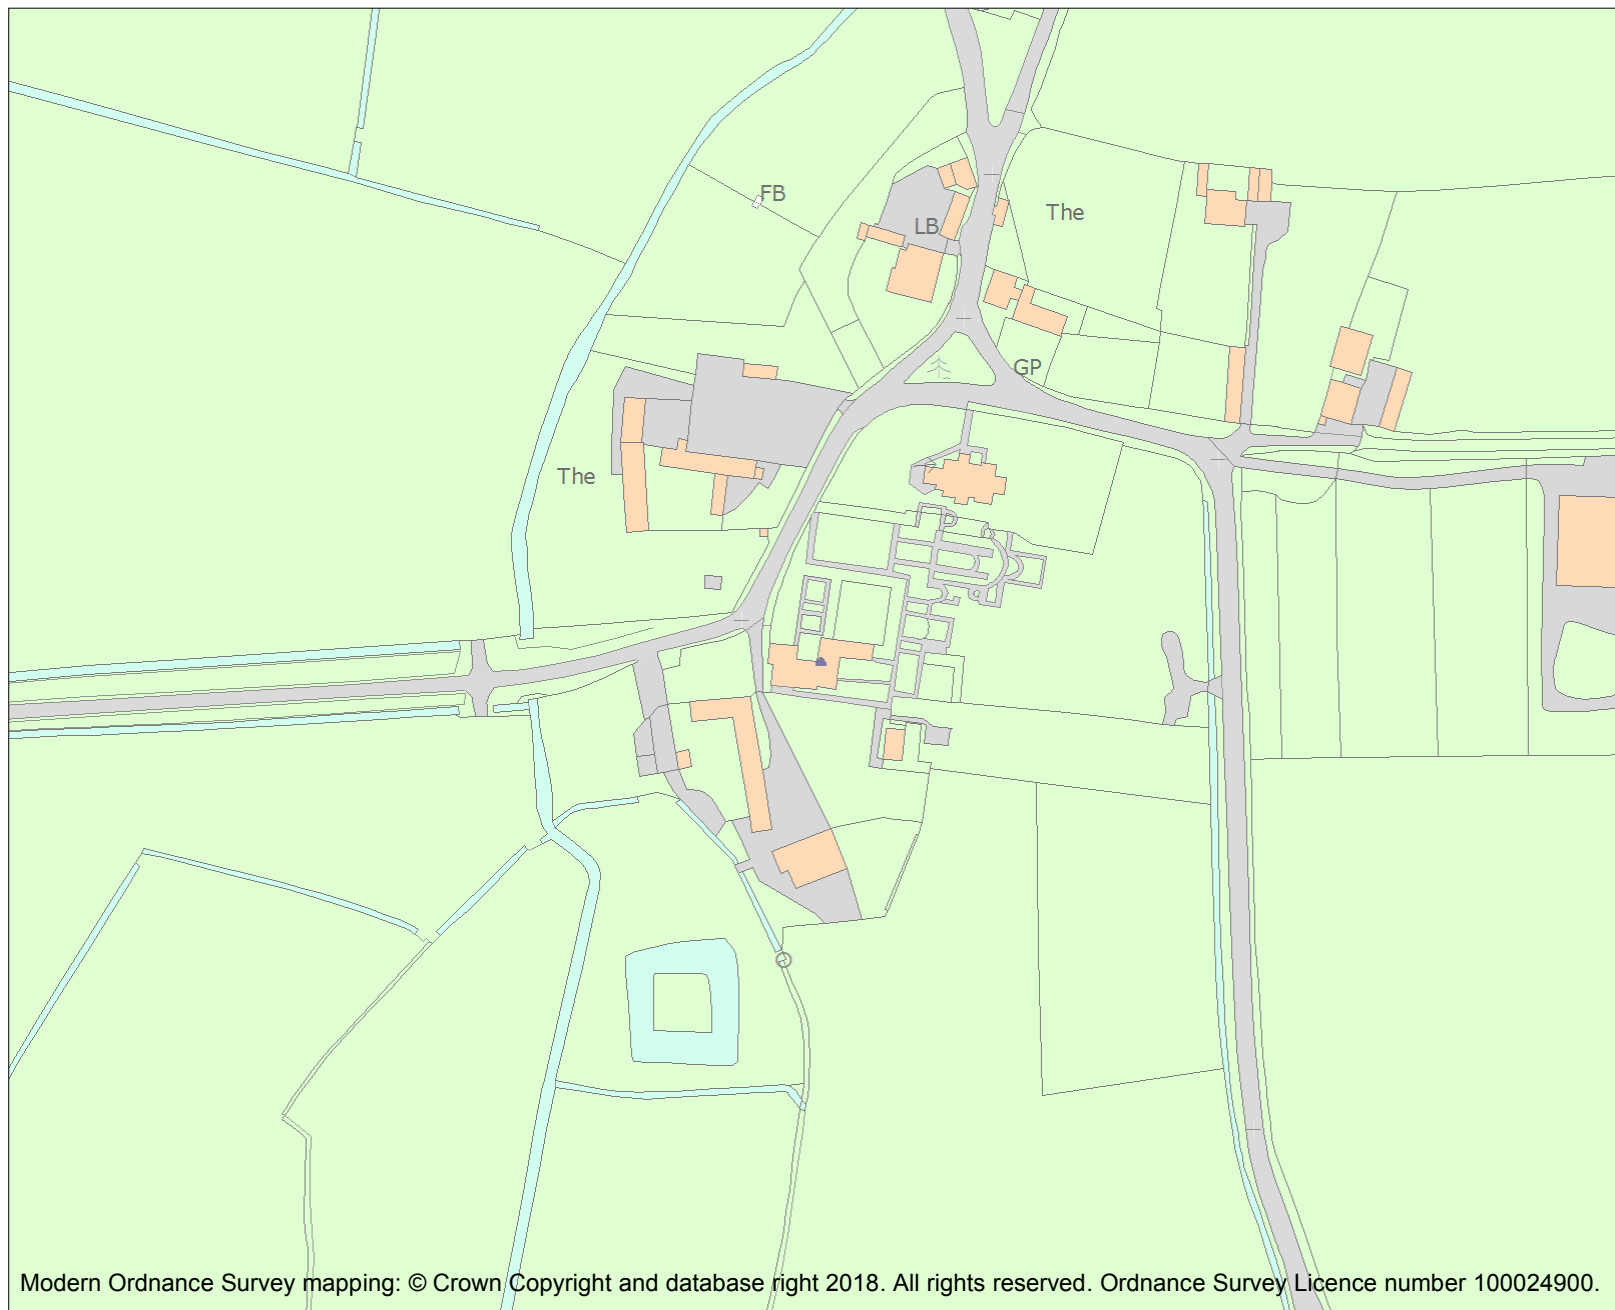 FB
The
LB
GP
The
Modern Ordnance Survey mapping: © Crown Copyright and database right 2018. All rights reserved. Ordnance Survey Licence number 100024900.